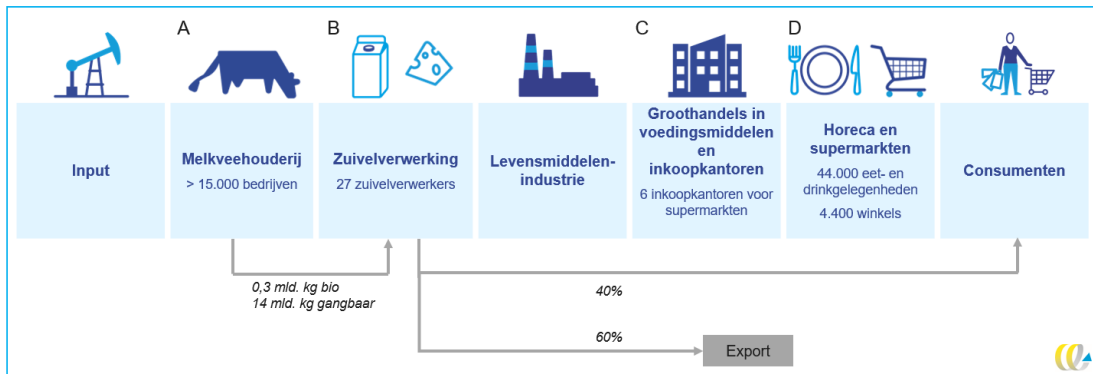 A
B
C
D
Input
Melkveehouderij
> 15.000 bedrijven
Zuivelverwerking
27 zuivelverwerkers
Levensmiddelen-
industrie
Groothandels in
voedingsmiddelen
en
inkoopkantoren
6 inkoopkantoren voor
supermarkten
Horeca en
supermarkten
44.000 eet- en
drinkgelegenheden
4.400 winkels
Consumenten
0,3 mld. kg bio
14 mld. kg gangbaar
40%
60%
Export